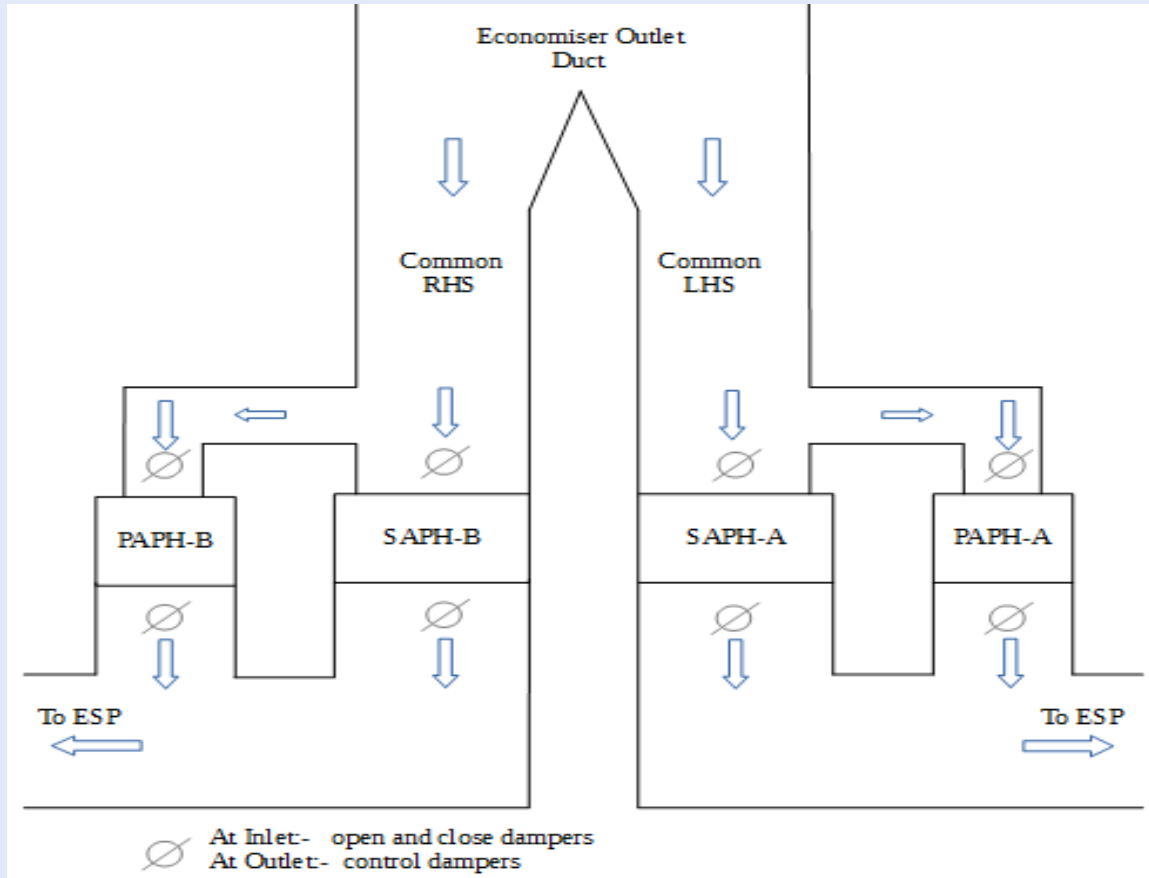 Economiser Outlet
Duct
Common
RHS
Common
LHS
PAPH-B
SAPH-B
SAPH-A
PAPH-A
To ESP
To ESP
At Inlet:- open and close dampers
At Outlet:- control dampers